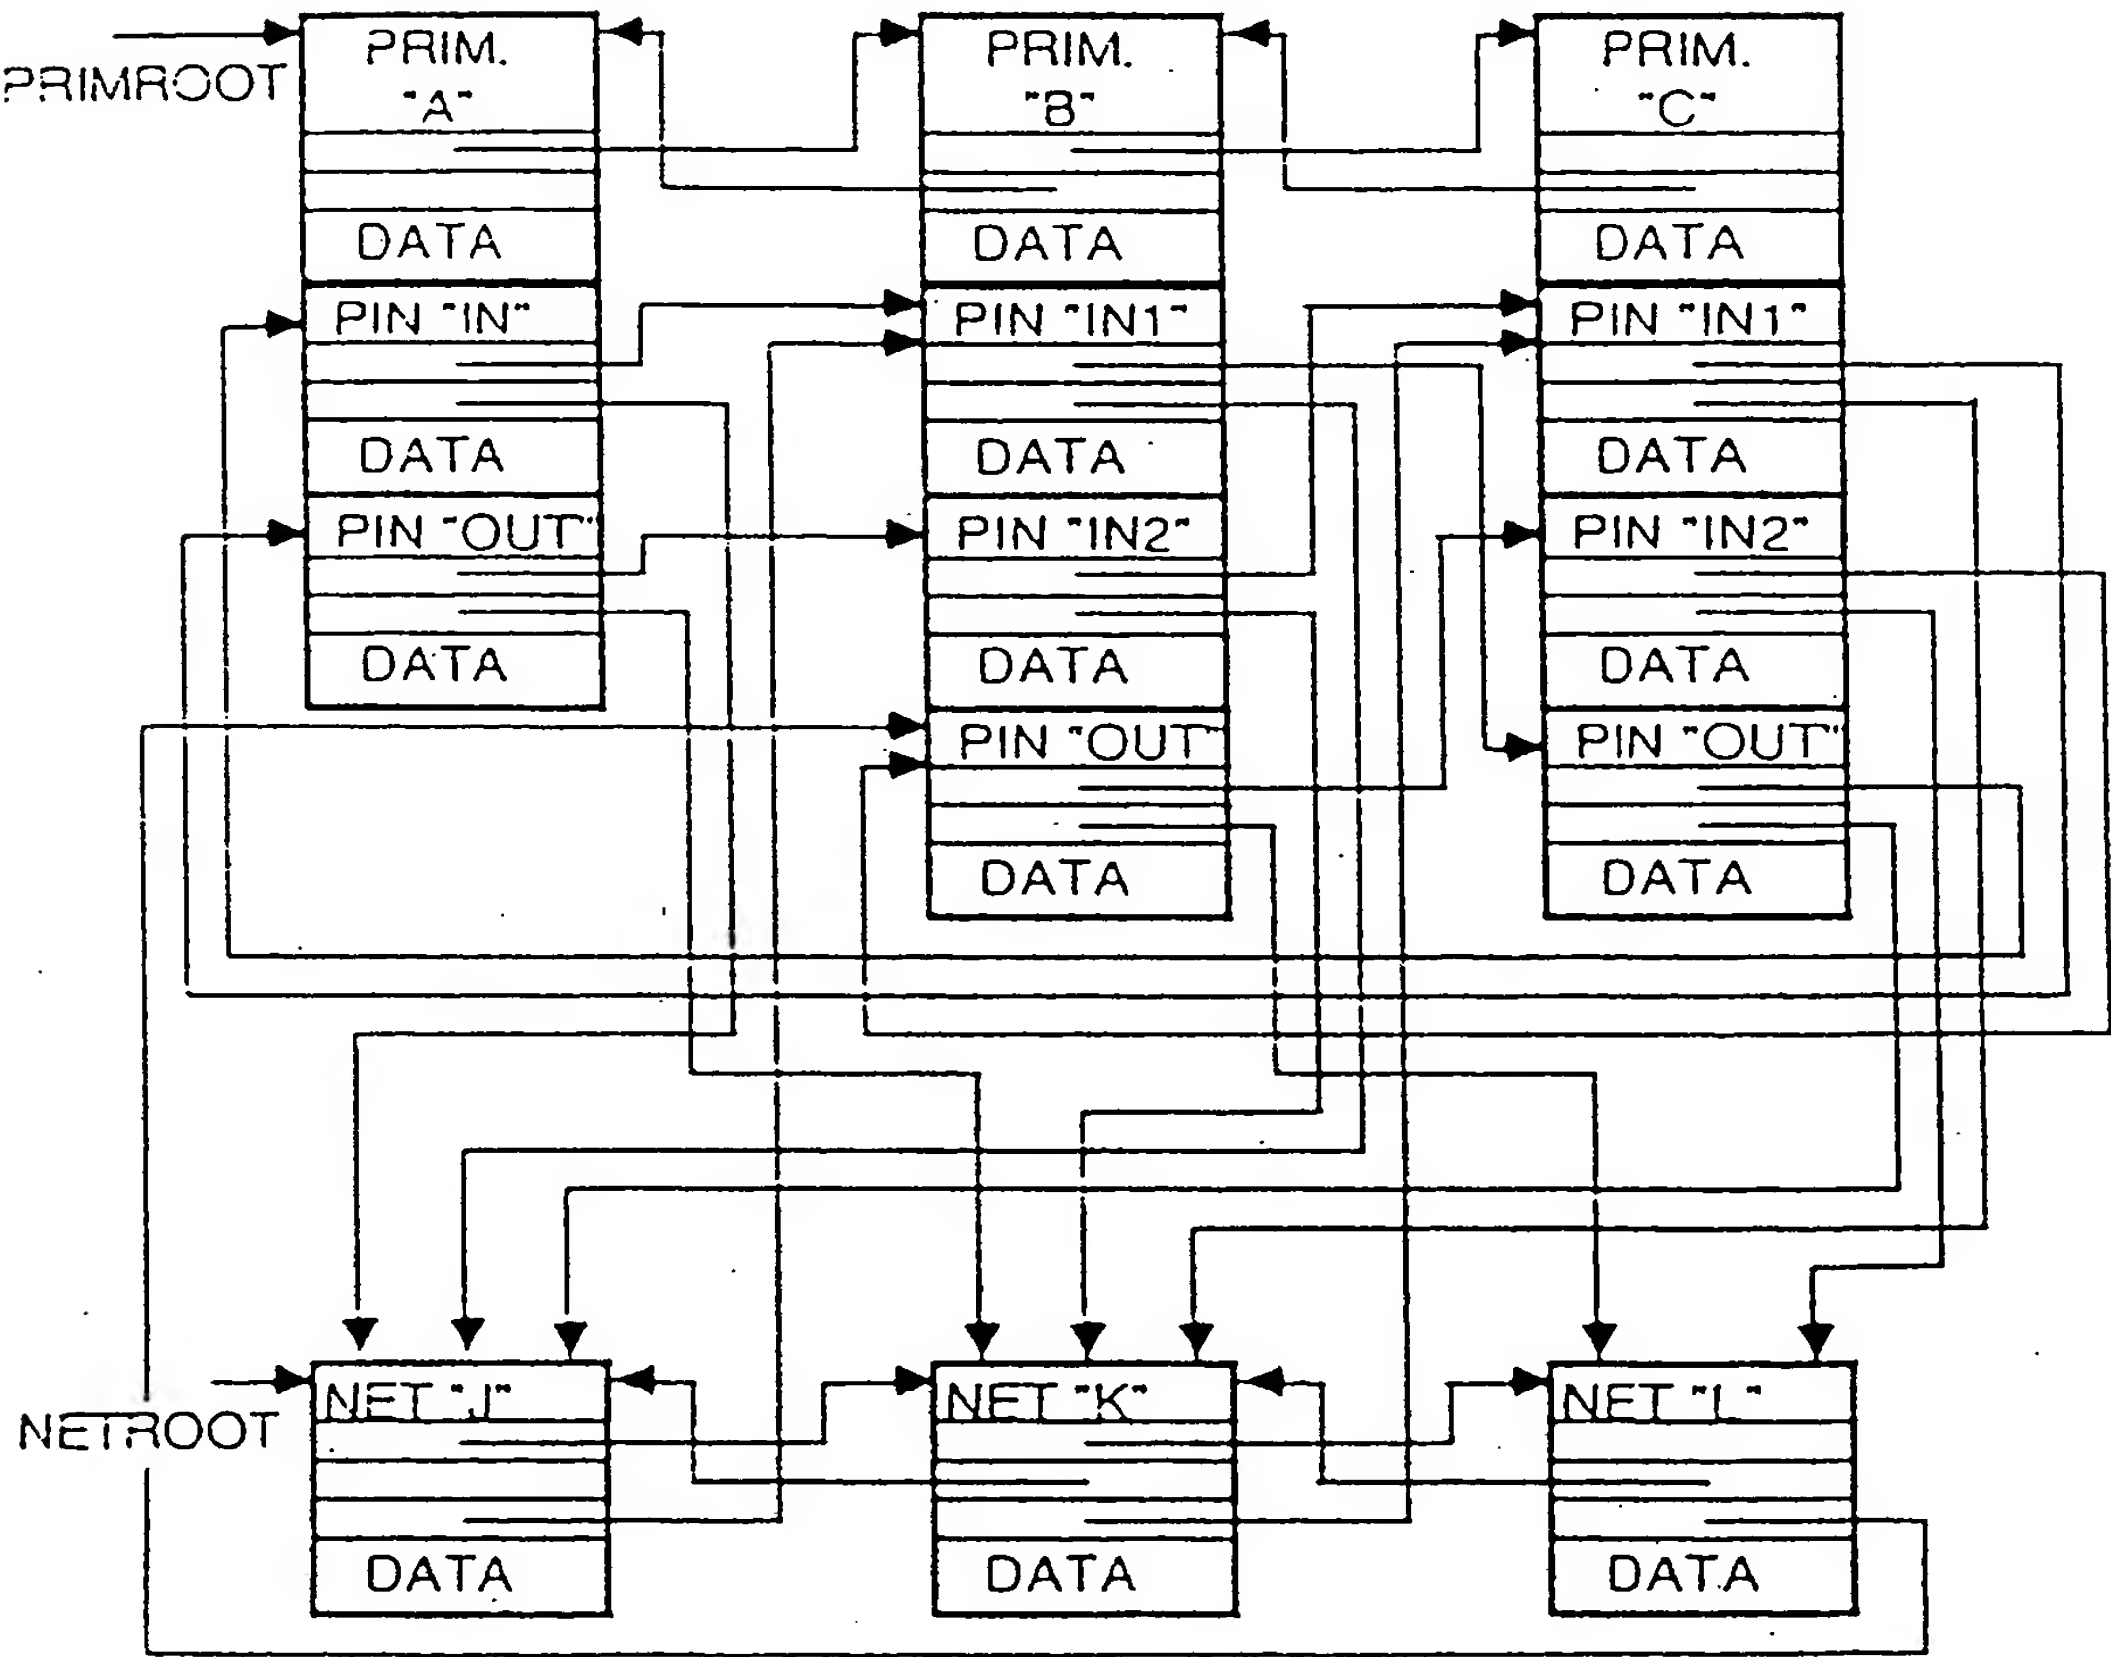 PRIMROOT
PRIM.
"A"
DATA
PIN "IN"
DATA
PIN "OUT"
DATA
PRIM.
"B"
DATA
PIN "IN1"
DATA
PIN "IN2"
DATA
PIN "OUT"
DATA
PRIM.
"C"
DATA
PIN "IN1"
DATA
PIN "IN2"
DATA
PIN "OUT"
DATA
NETROOT
NET "J"
DATA
NET "K"
DATA
NET "L"
DATA